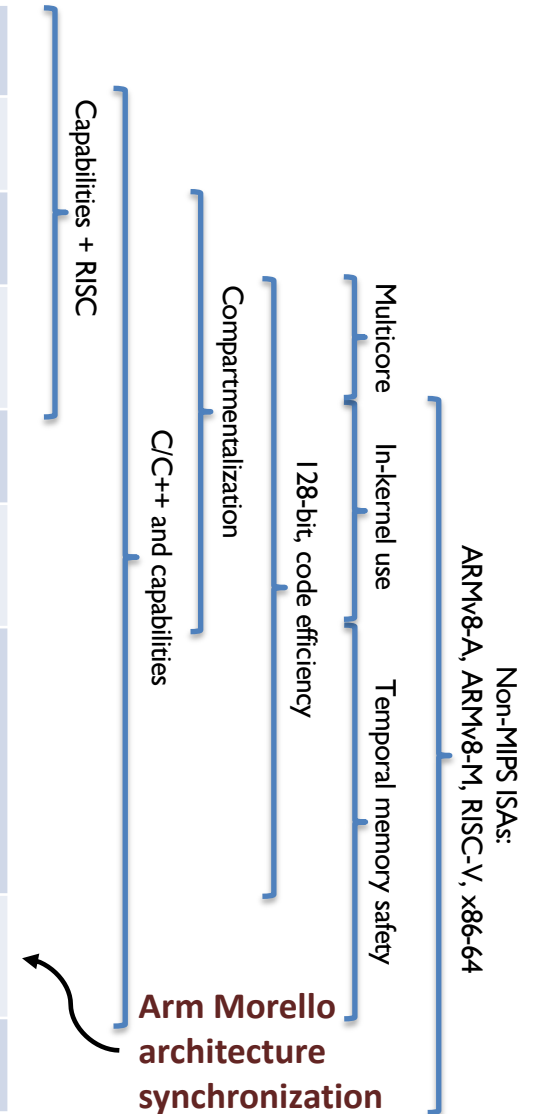 Capabilities + RISC
C/C++ and capabilities
Compartmentalization
128-bit, code efficiency
Multicore
In-kernel use
Temporal memory safety
Non-MIPS ISAs:
ARMv8-A, ARMv8-M, RISC-V, x86-64
Arm Morello
architecture
synchronization